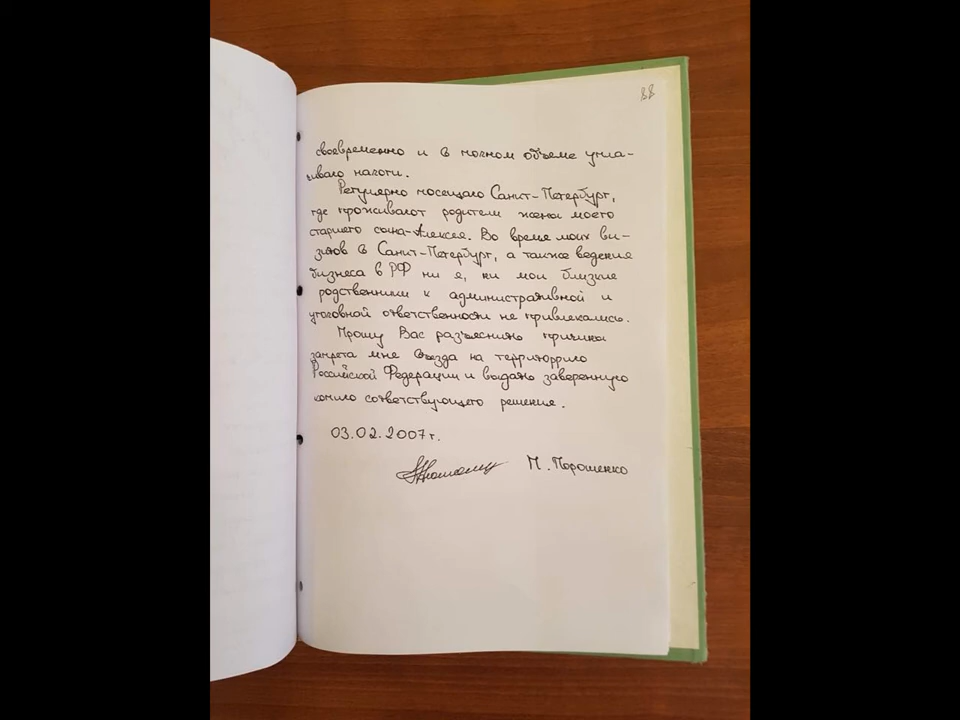 88
своевременно и в полном объеме упла-
чиваю налоги.
Регулярно посещаю Санкт-Петербург,
где проживают родители жены моего
старшего сына-Алексея. Во время моих ви-
зитов в Санкт-Петербург, а также ведения
бизнеса в РФ ни я, ни мои близкие
родственники к административной и
уголовной ответственности не привлекались.
Прошу Вас разъяснить причины
запрета мне въезда на территорию
Российской Федерации и выдать заверенную
копию соответствующего решения.
03.02.2007г.
П. Порошенко